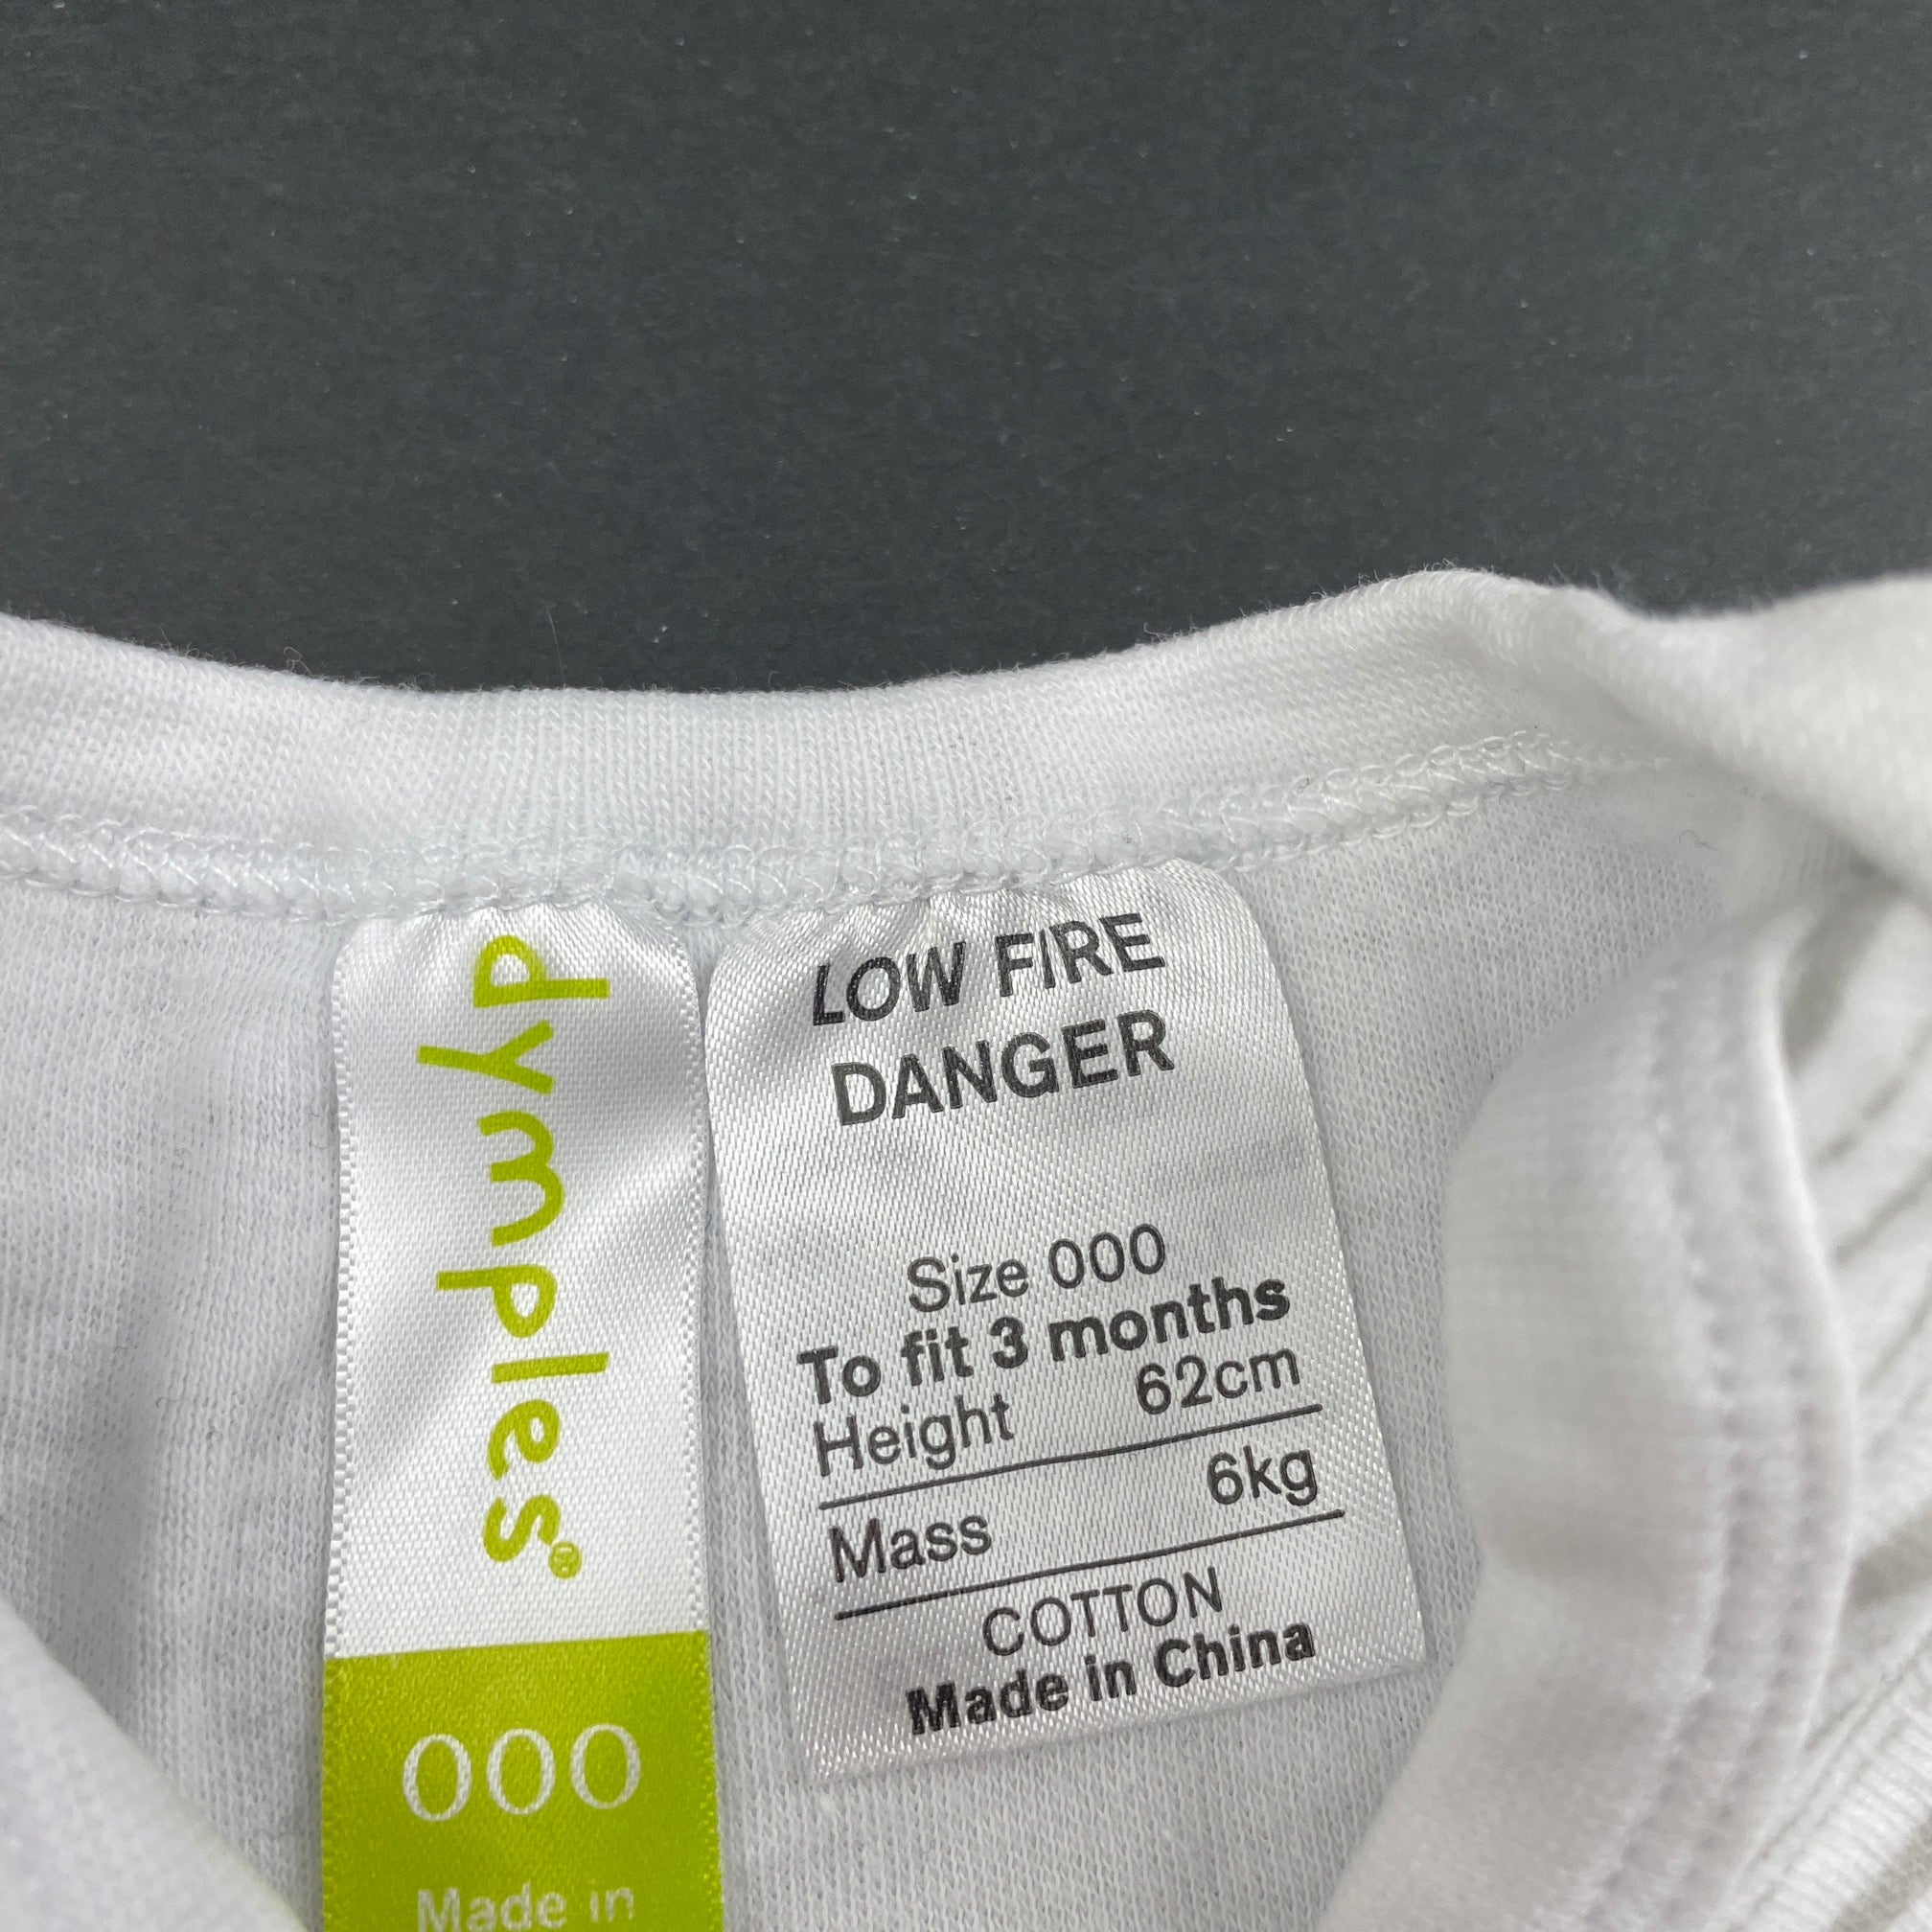 dymples®
000
Made in
LOW FIRE
DANGER
Size 000
To fit 3 months
Height 62cm
Mass 6kg
COTTON
Made in China